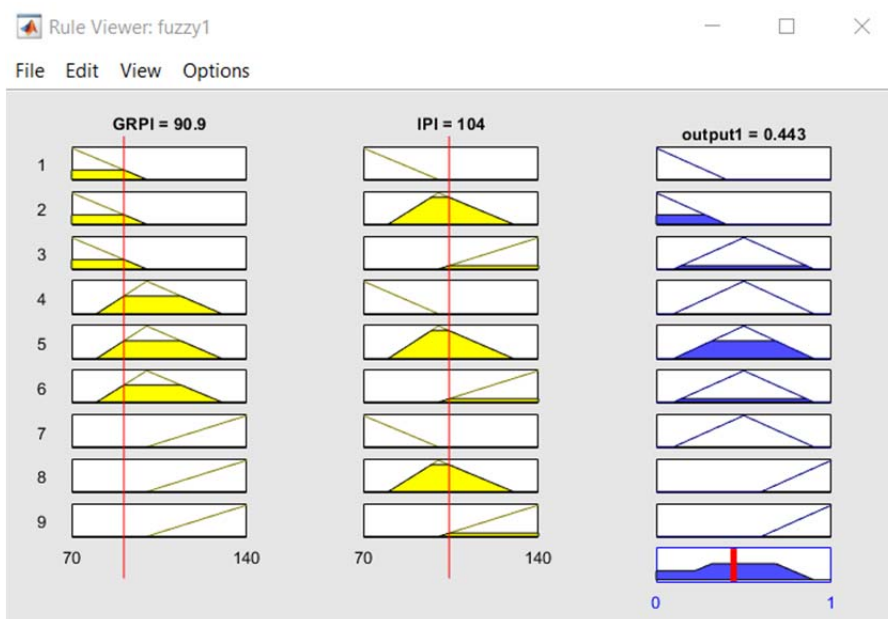 Rule Viewer: fuzzy1
File Edit View Options
GRPI = 90.9 IPI = 104 output1 = 0.443
1
2
3
4
5
6
7
8
9
70 140 70 140
0 1